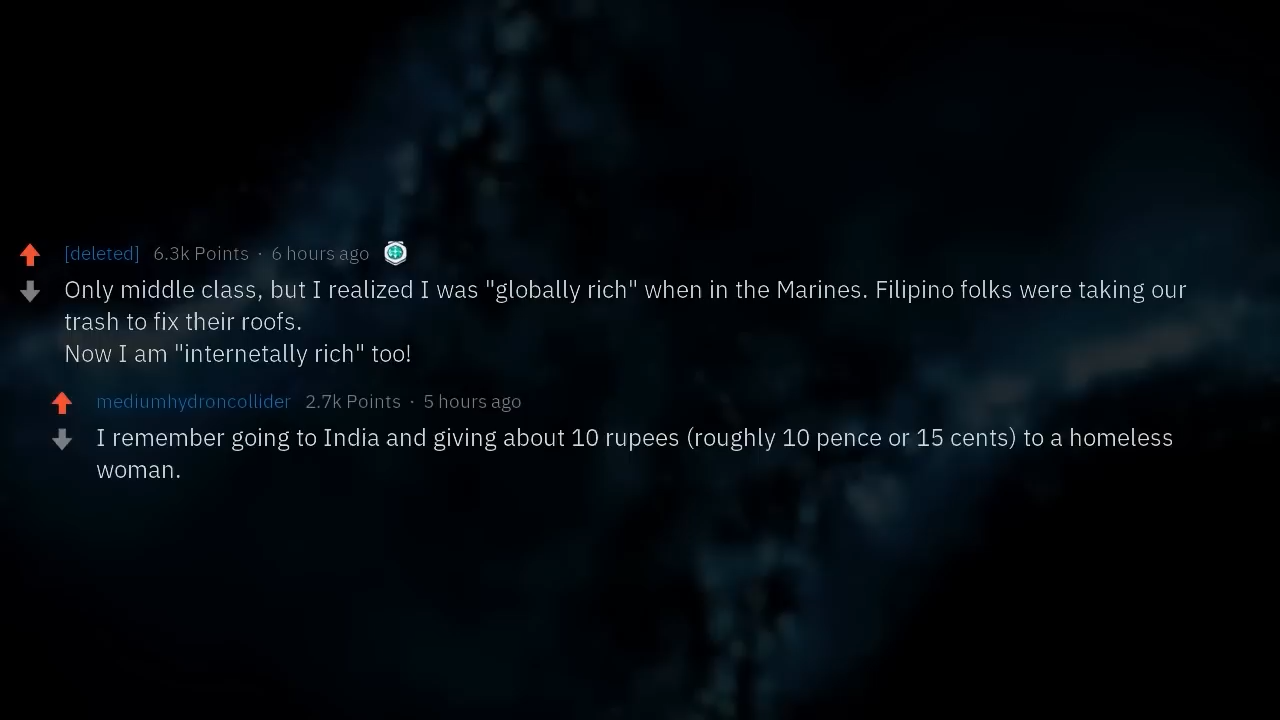 [deleted] 6.3k Points · 6 hours ago
Only middle class, but I realized I was "globally rich" when in the Marines. Filipino folks were taking our
trash to fix their roofs.
Now I am "internetally rich" too!
mediumhydroncollider 2.7k Points · 5 hours ago
I remember going to India and giving about 10 rupees (roughly 10 pence or 15 cents) to a homeless
woman.